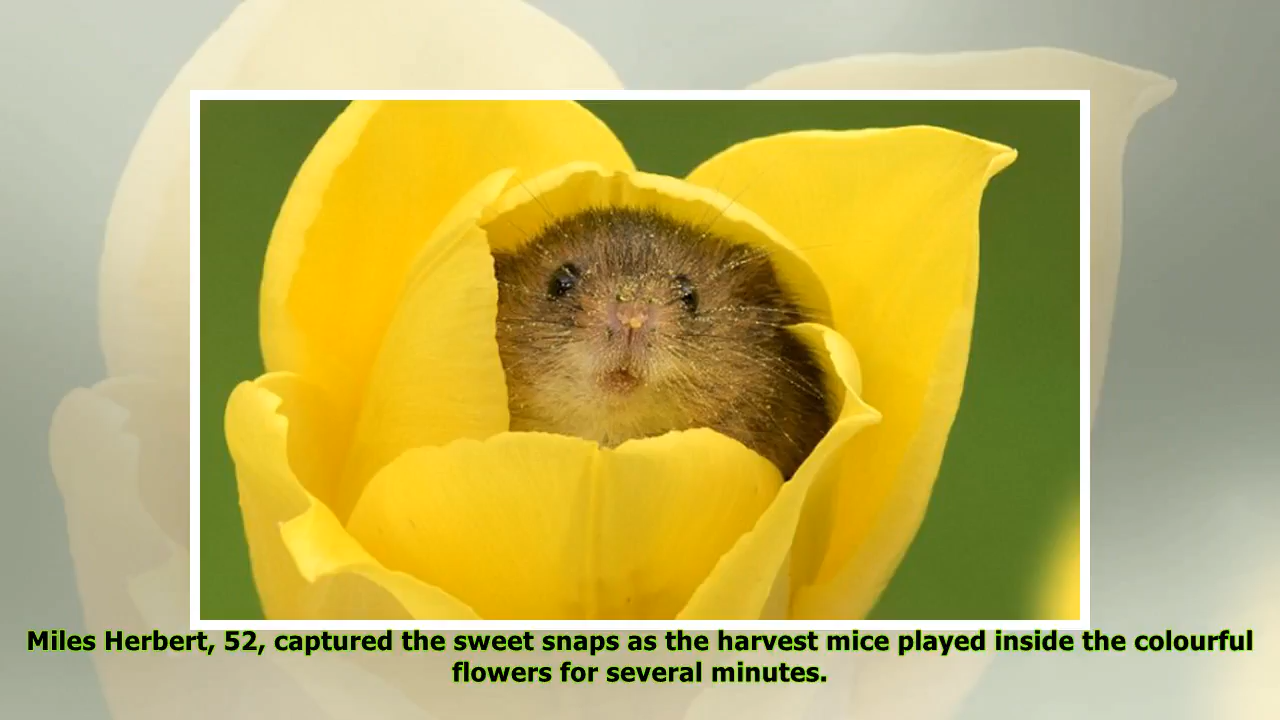 Miles Herbert, 52, captured the sweet snaps as the harvest mice played inside the colourful
flowers for several minutes.